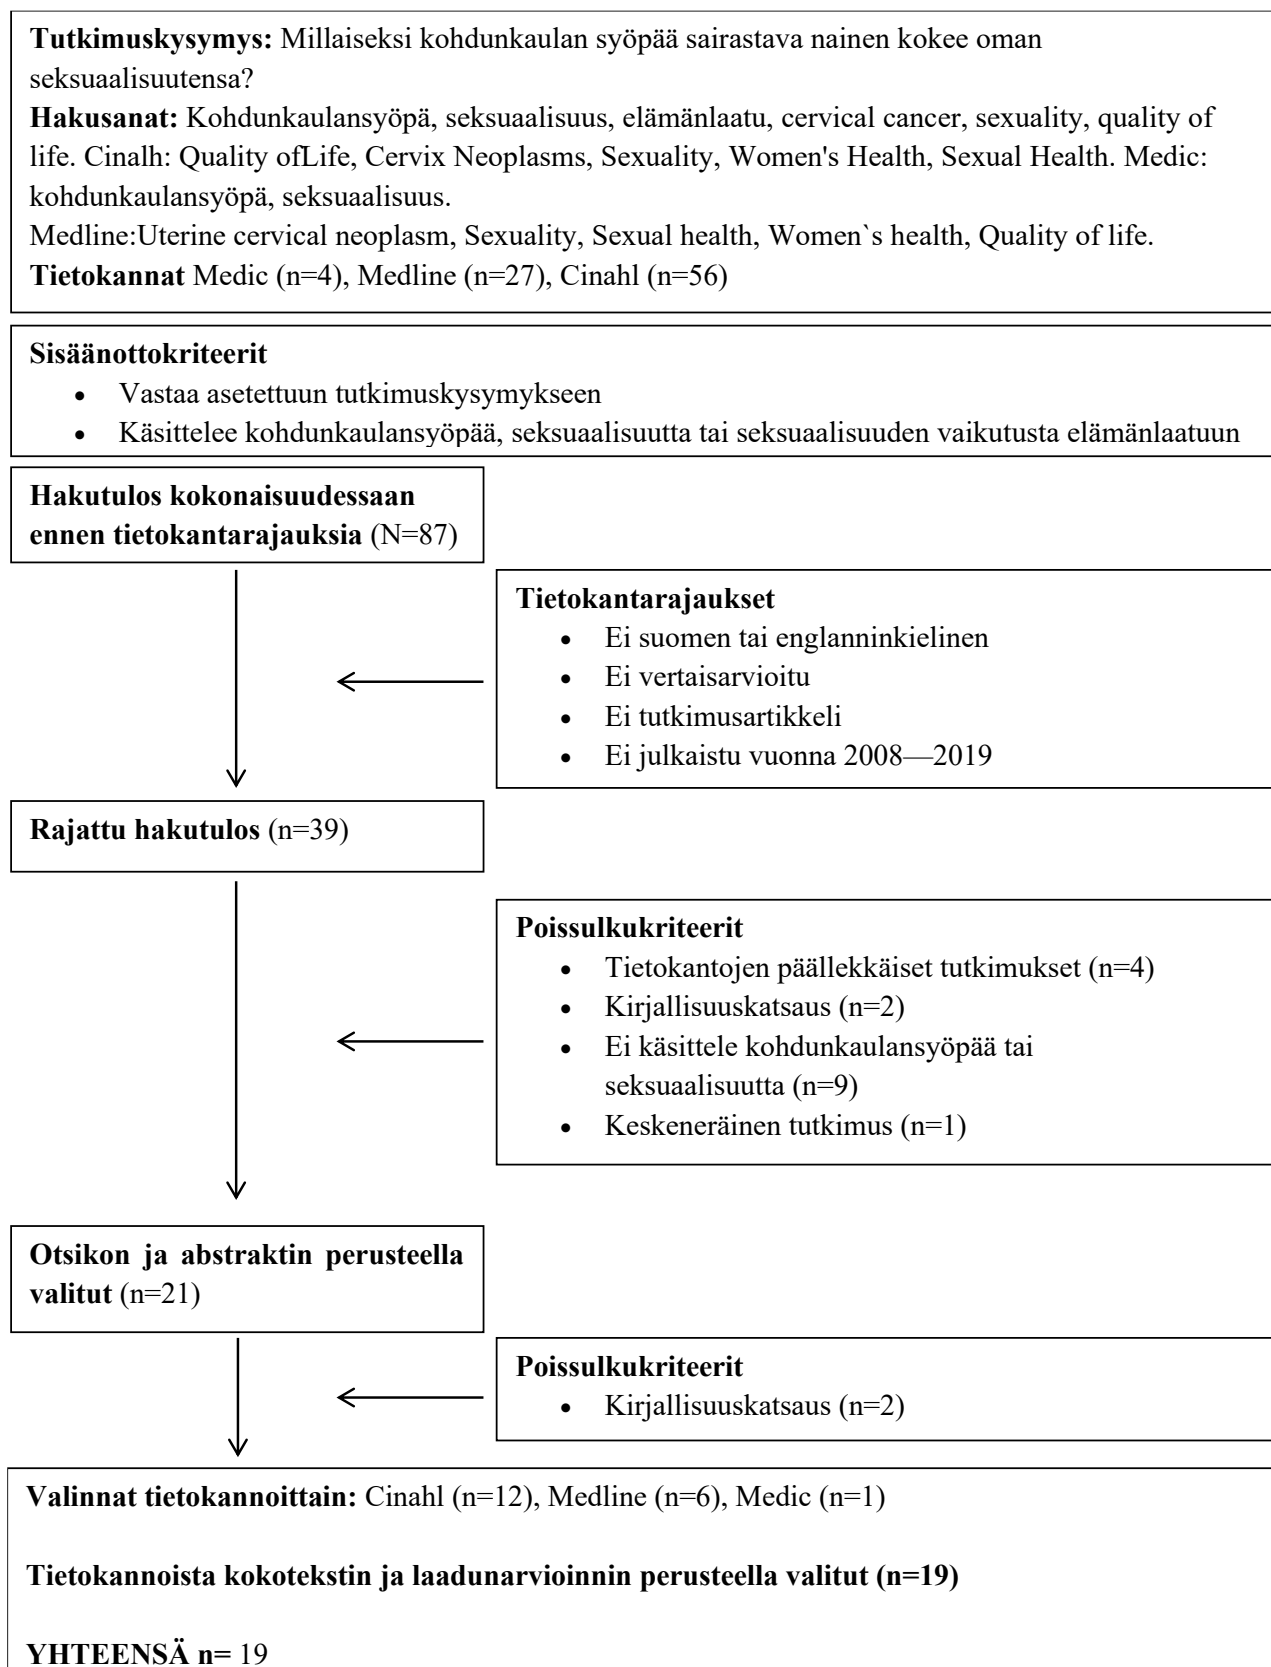 Tutkimuskysymys: Millaiseksi kohdunkaulan syöpää sairastava nainen kokee oman
seksuaalisuutensa?
Hakusanat: Kohdunkaulansyöpä, seksuaalisuus, elämänlaatu, cervical cancer, sexuality, quality of
life. Cinalh: Quality ofLife, Cervix Neoplasms, Sexuality, Women's Health, Sexual Health. Medic:
kohdunkaulansyöpä, seksuaalisuus.
Medline:Uterine cervical neoplasm, Sexuality, Sexual health, Women`s health, Quality of life.
Tietokannat Medic (n=4), Medline (n=27), Cinahl (n=56)
Sisäänottokriteerit
• Vastaa asetettuun tutkimuskysymykseen
• Käsittelee kohdunkaulansyöpää, seksuaalisuutta tai seksuaalisuuden vaikutusta elämänlaatuun
Hakutulos kokonaisuudessaan
ennen tietokantarajauksia (N=87)
Tietokantarajaukset
• Ei suomen tai englanninkielinen
• Ei vertaisarvioitu
• Ei tutkimusartikkeli
• Ei julkaistu vuonna 2008—2019
Rajattu hakutulos (n=39)
Poissulkukriteerit
• Tietokantojen päällekkäiset tutkimukset (n=4)
• Kirjallisuuskatsaus (n=2)
• Ei käsittele kohdunkaulansyöpää tai
seksuaalisuutta (n=9)
• Keskeneräinen tutkimus (n=1)
Otsikon ja abstraktin perusteella
valitut (n=21)
Poissulkukriteerit
• Kirjallisuuskatsaus (n=2)
Valinnat tietokannoittain: Cinahl (n=12), Medline (n=6), Medic (n=1)
Tietokannoista kokotekstin ja laadunarvioinnin perusteella valitut (n=19)
YHTEENSÄ n= 19